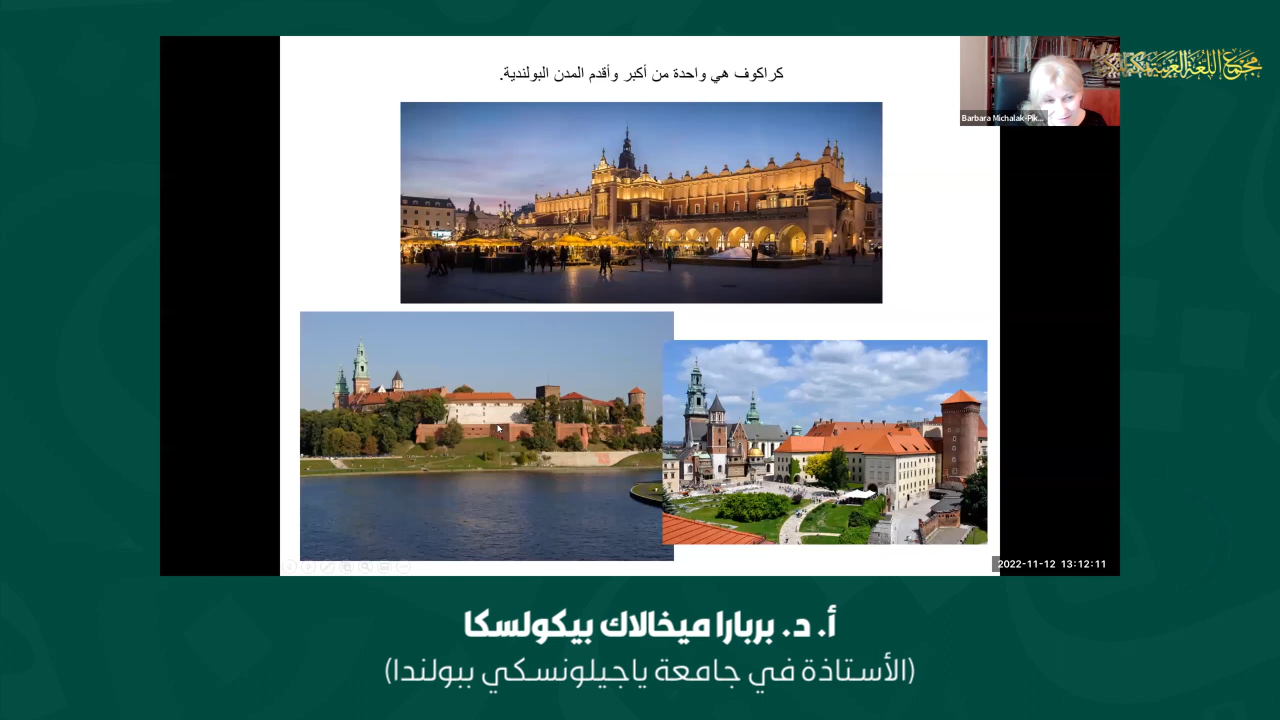 كراكوف هي واحدة من أكبر وأقدم المدن البولندية.
مجمع اللغة العربية
Barbara Michalak-Pik...
2022-11-12 13:12:11
أ. د. بربارا ميخالاك بيكولسكا
(الأستاذة في جامعة ياجيلونسكي ببولندا)